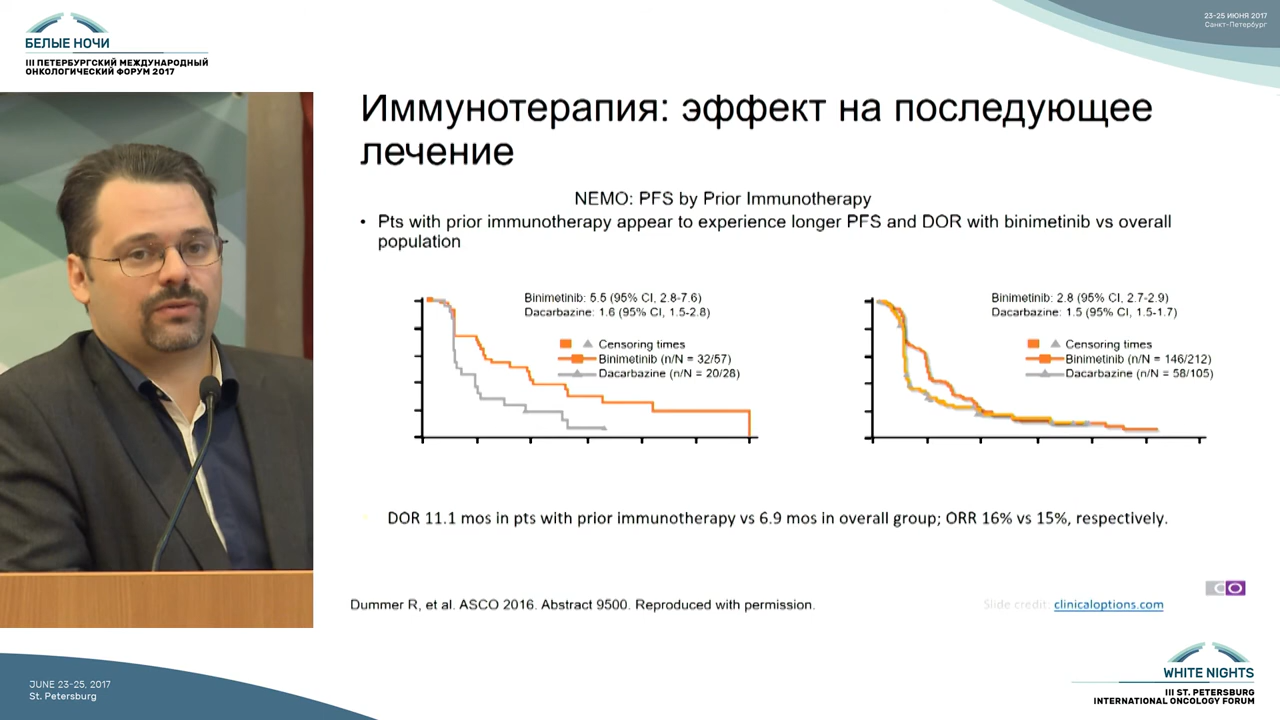 БЕЛЫЕ НОЧИ
III ПЕТЕРБУРГСКИЙ МЕЖДУНАРОДНЫЙ
ОНКОЛОГИЧЕСКИЙ ФОРУМ 2017
23-25 ИЮНЯ 2017
Санкт-Петербург
Иммунотерапия: эффект на последующее
лечение
NEMO: PFS by Prior Immunotherapy
• Pts with prior immunotherapy appear to experience longer PFS and DOR with binimetinib vs overall
population
Binimetinib: 5.5 (95% CI, 2.8-7.6)
Dacarbazine: 1.6 (95% CI, 1.5-2.8)
Censoring times
Binimetinib (n/N = 32/57)
Dacarbazine (n/N = 20/28)
Binimetinib: 2.8 (95% CI, 2.7-2.9)
Dacarbazine: 1.5 (95% CI, 1.5-1.7)
Censoring times
Binimetinib (n/N = 146/212)
Dacarbazine (n/N = 58/105)
DOR 11.1 mos in pts with prior immunotherapy vs 6.9 mos in overall group; ORR 16% vs 15%, respectively.
CO
Dummer R, et al. ASCO 2016. Abstract 9500. Reproduced with permission.
Slide credit: clinicaloptions.com
JUNE 23-25, 2017
St. Petersburg
WHITE NIGHTS
III ST. PETERSBURG
INTERNATIONAL ONCOLOGY FORUM